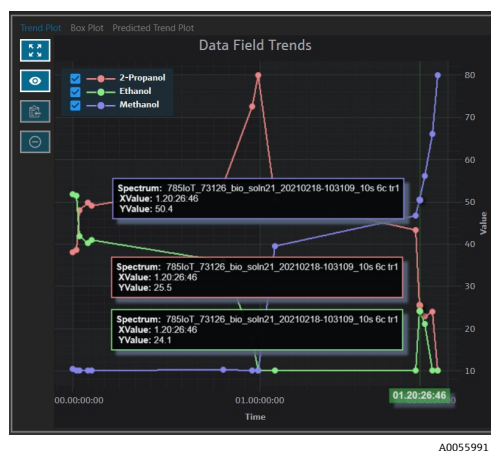 Trend Plot Box Plot Predicted Trend Plot
Data Field Trends
2-Propanol
Ethanol
Methanol
80
70
60
50
40
30
20
10
Value
Spectrum: 785IoT_73126_bio_soln21_20210218-103109_10s 6c tr1
XValue: 1.20:26:46
YValue: 50.4
Spectrum: 785IoT_73126_bio_soln21_20210218-103109_10s 6c tr1
XValue: 1.20:26:46
YValue: 25.5
Spectrum: 785IoT_73126_bio_soln21_20210218-103109_10s 6c tr1
XValue: 1.20:26:46
YValue: 24.1
00.00:00:00 01.00:00:00 01.20:26:46
Time
A0055991